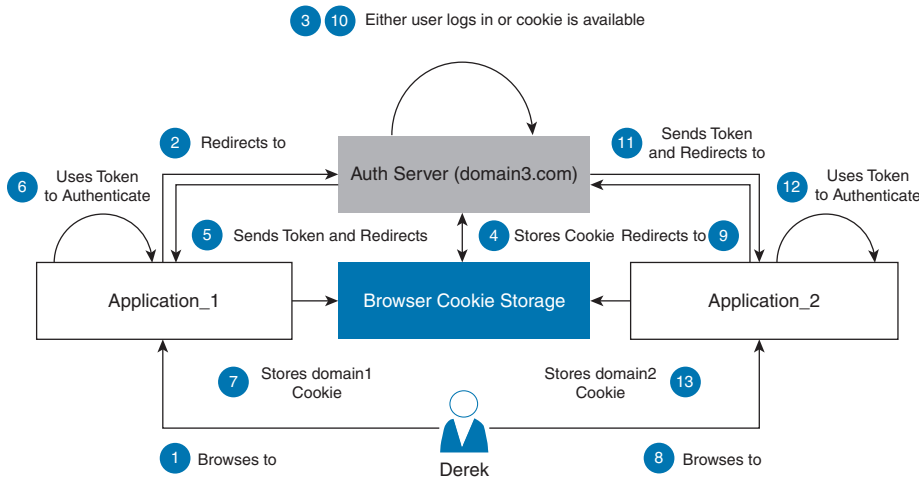 3 10 Either user logs in or cookie is available
2 Redirects to
11 Sends Token
and Redirects to
Auth Server (domain3.com)
6 Uses Token
to Authenticate
12 Uses Token
to Authenticate
5 Sends Token and Redirects
4 Stores Cookie
Redirects to 9
Application_1
Browser Cookie Storage
Application_2
7 Stores domain1
Cookie
Stores domain2
Cookie 13
1 Browses to
Derek
8 Browses to